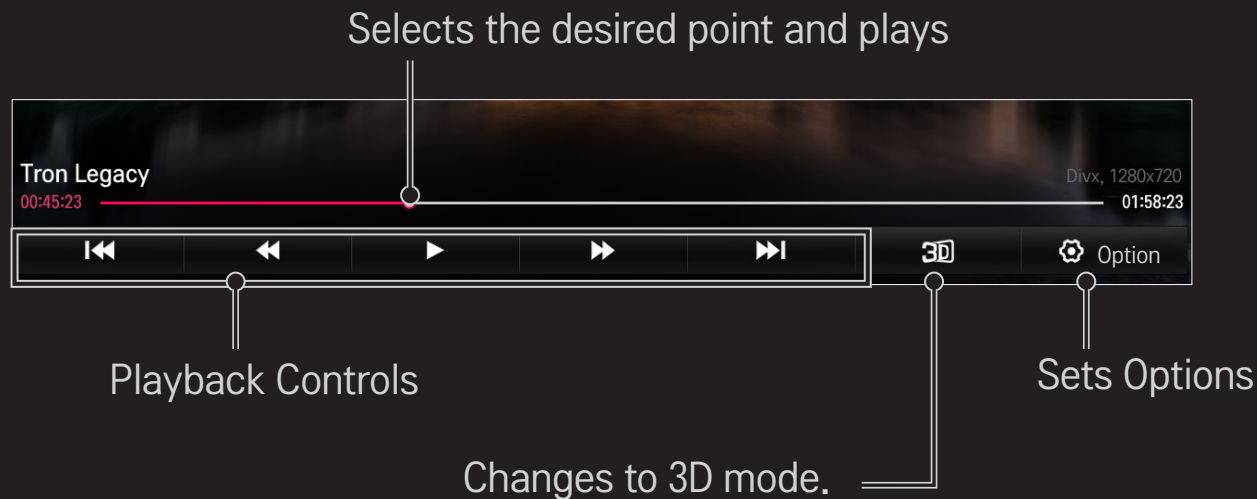 Selects the desired point and plays
Tron Legacy
Divx, 1280x720
00:45:23
01:58:23
3D
Option
Playback Controls
Sets Options
Changes to 3D mode.